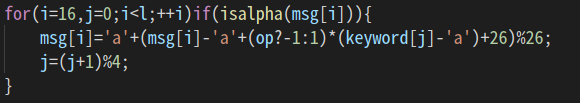 for(i=16,j=0;i<l;++i)if(isalpha(msg[i])){
msg[i]='a'+(msg[i]-'a'+(op?-1:1)*(keyword[j]-'a')+26)%26;
j=(j+1)%4;
}